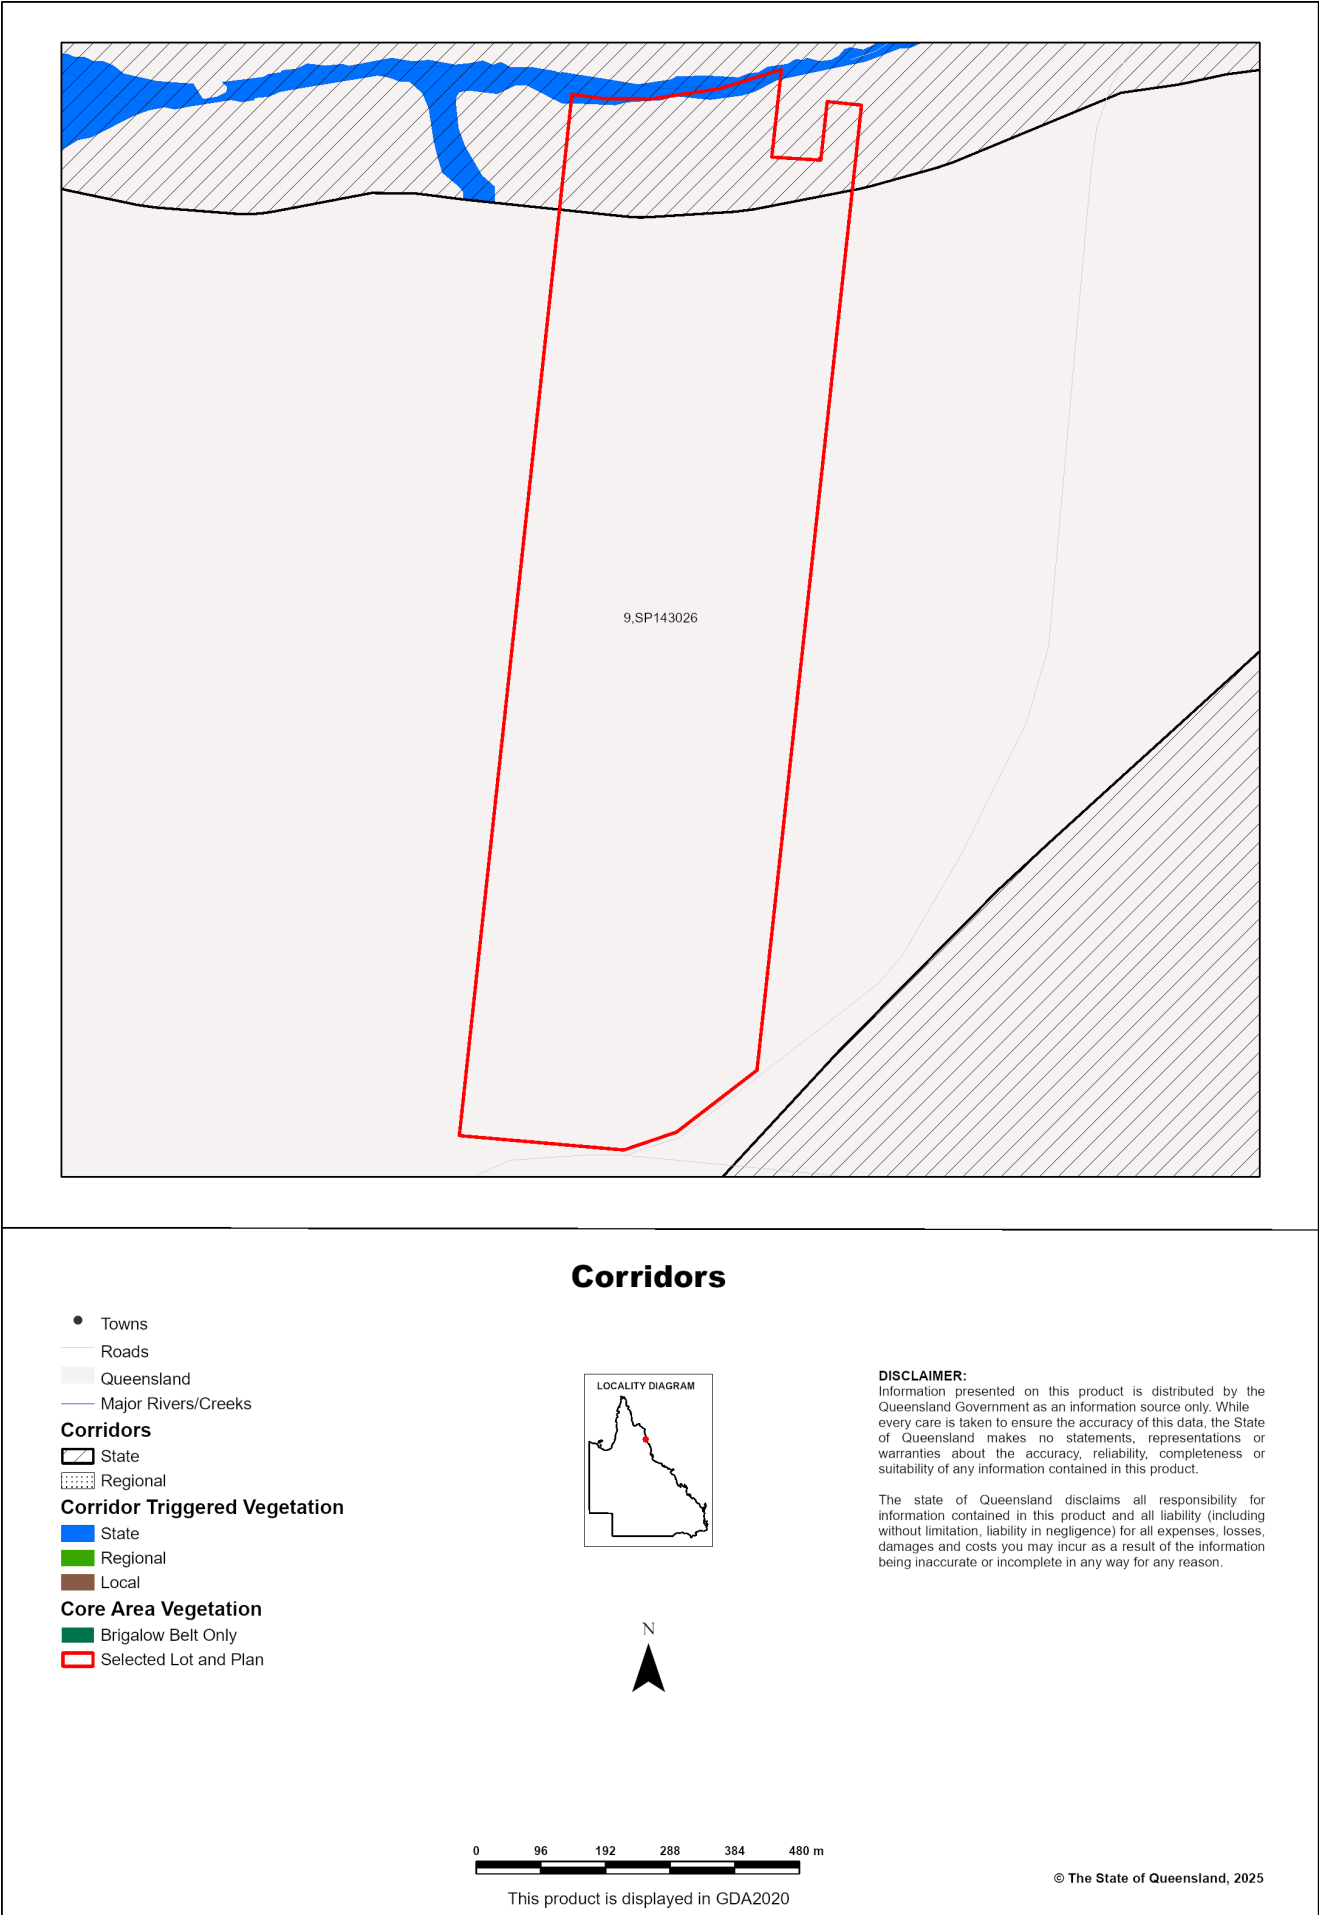 9,SP143026
Corridors
Towns
Roads
Queensland
Major Rivers/Creeks
Corridors
State
Regional
Corridor Triggered Vegetation
State
Regional
Local
Core Area Vegetation
Brigalow Belt Only
Selected Lot and Plan
LOCALITY DIAGRAM
N
DISCLAIMER:
Information presented on this product is distributed by the
Queensland Government as an information source only. While
every care is taken to ensure the accuracy of this data, the State
of Queensland makes no statements, representations or
warranties about the accuracy, reliability, completeness or
suitability of any information contained in this product.
The state of Queensland disclaims all responsibility for
information contained in this product and all liability (including
without limitation, liability in negligence) for all expenses, losses,
damages and costs you may incur as a result of the information
being inaccurate or incomplete in any way for any reason.
0 96 192 288 384 480 m
This product is displayed in GDA2020
© The State of Queensland, 2025